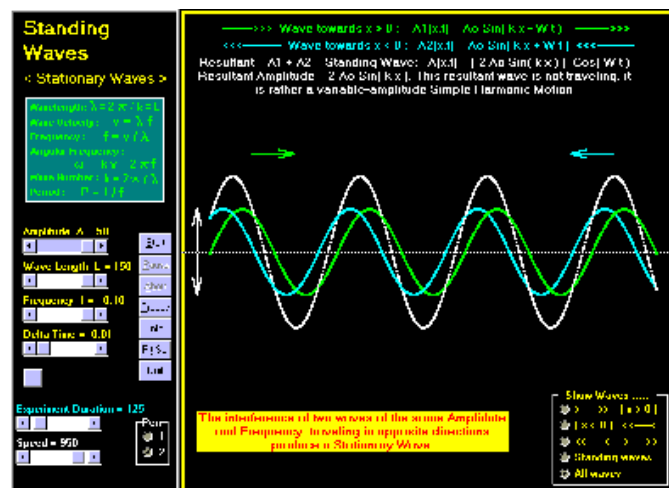 Standing
Waves
< Stationary Waves >
Wavelength: λ = 2 π / k = L
Wave Velocity : v = λ f
Frequency : f = v / λ
Angular Frequency :
ω = k v = 2 π f
Wave Number : k = 2 π / λ
Period : P = 1 / f
Amplitude A = 50
Wave Length L = 150
Frequency f = 0.10
Delta Time = 0.01
Experiment Duration = 125
Speed = 950
Pen
1
2
>>> Wave towards x > 0 : A1[x,t] Ao Sin( k x - W t ) >>>
<<< Wave towards x < 0 : A2[x,t] Ao Sin[ k x + W t ] <<<
Resultant A1 + A2 Standing Wave: A[x,t] [ 2 Ao Sin( k x ) ] Cos[ W t )
Resultant Amplitude 2 Ao Sin[ k x ]. This resultant wave is not traveling, it
is rather a variable-amplitude Simple Harmonic Motion
The interference of two waves of the same Amplitude
and Frequency, traveling in opposite directions
produce a Stationary Wave
Show Waves .....
> >> [ x > 0 ]
[ x < 0 ] <<
<< < > >>
Standing waves
All waves